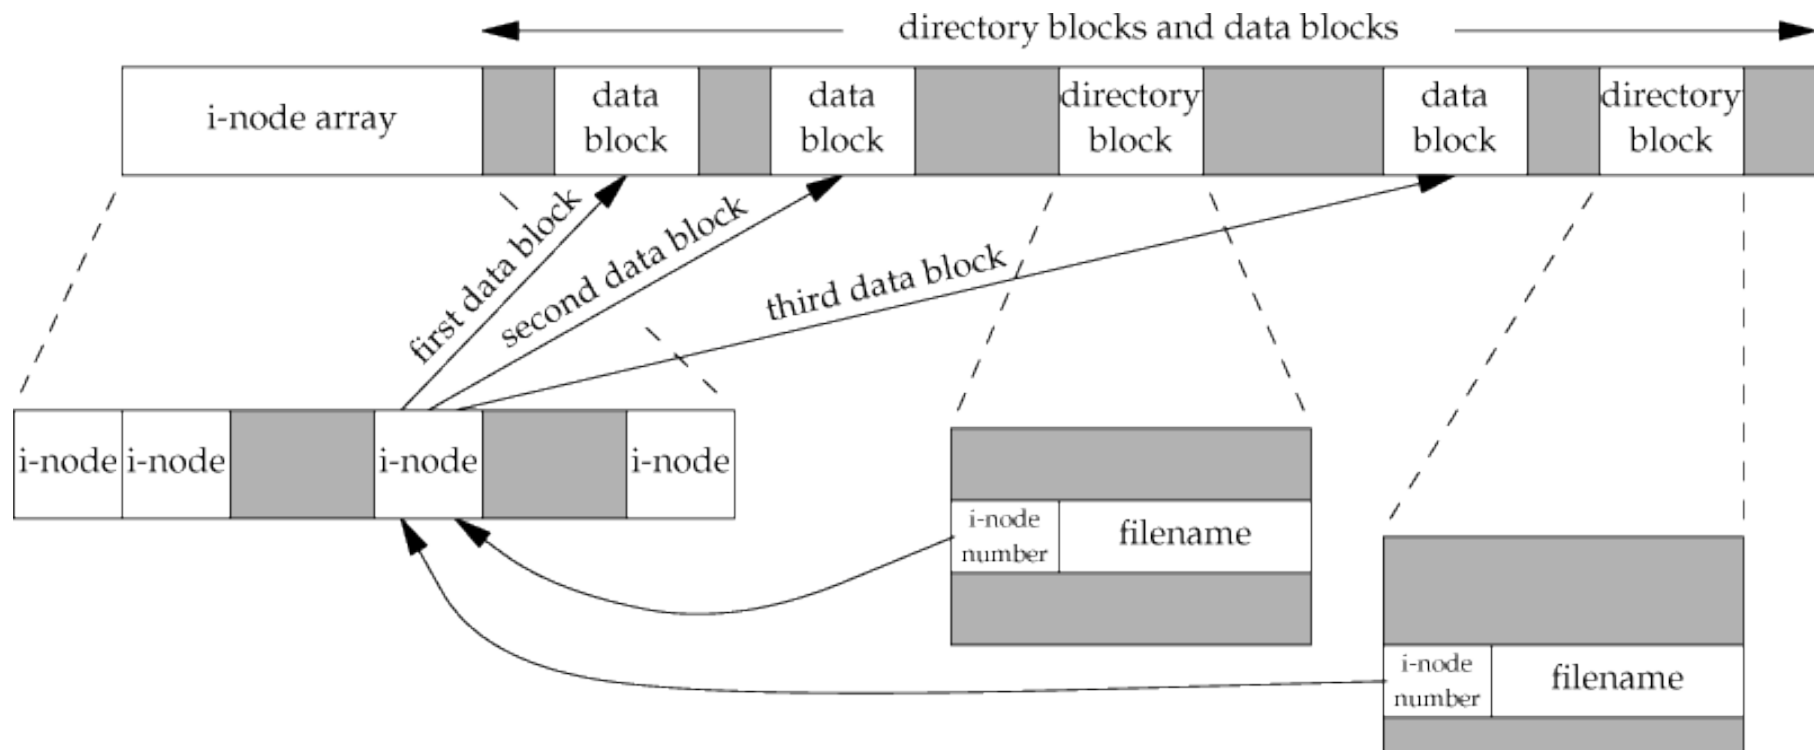 directory blocks and data blocks
i-node array
data
block
data
block
directory
block
data
block
directory
block
first data block
second data block
third data block
i-node
i-node
i-node
i-node
i-node
number
filename
i-node
number
filename